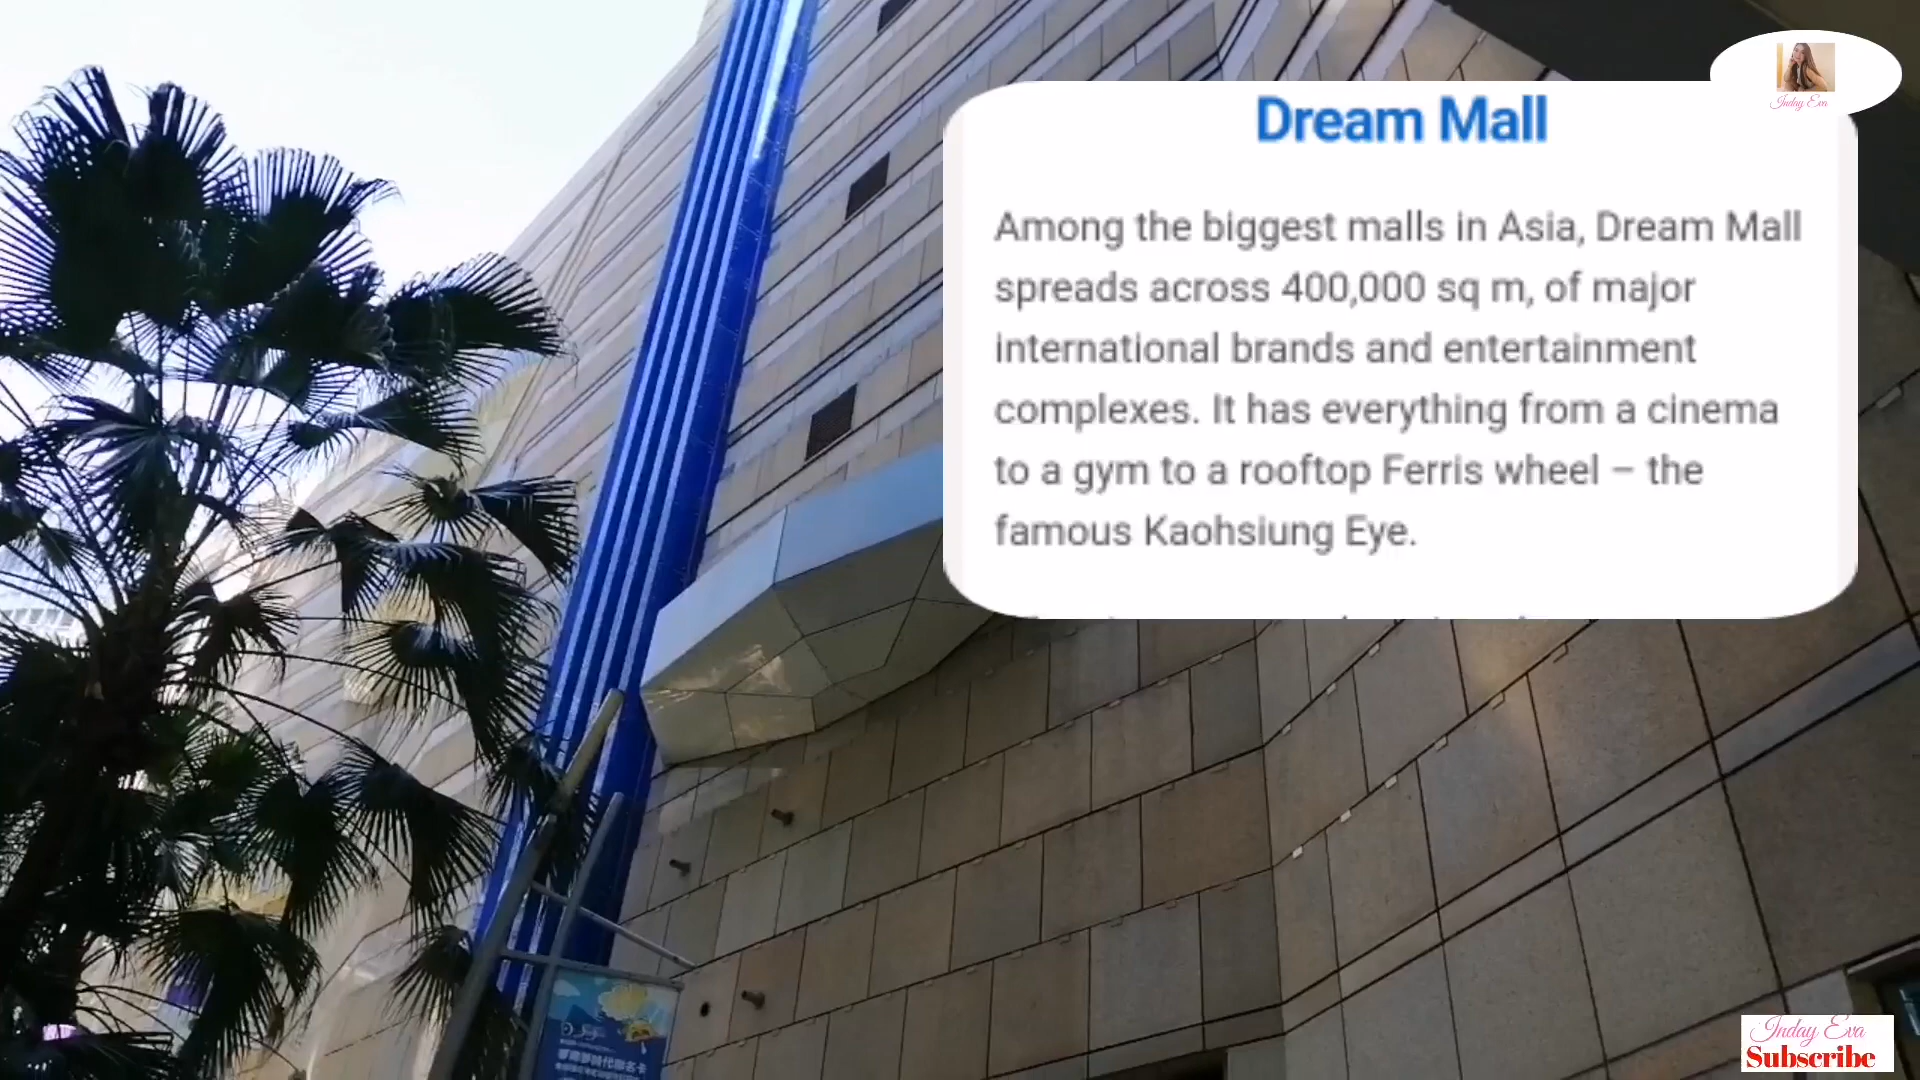 Inday Eva
Dream Mall
Among the biggest malls in Asia, Dream Mall
spreads across 400,000 sq m, of major
international brands and entertainment
complexes. It has everything from a cinema
to a gym to a rooftop Ferris wheel – the
famous Kaohsiung Eye.
Inday Eva
Subscribe